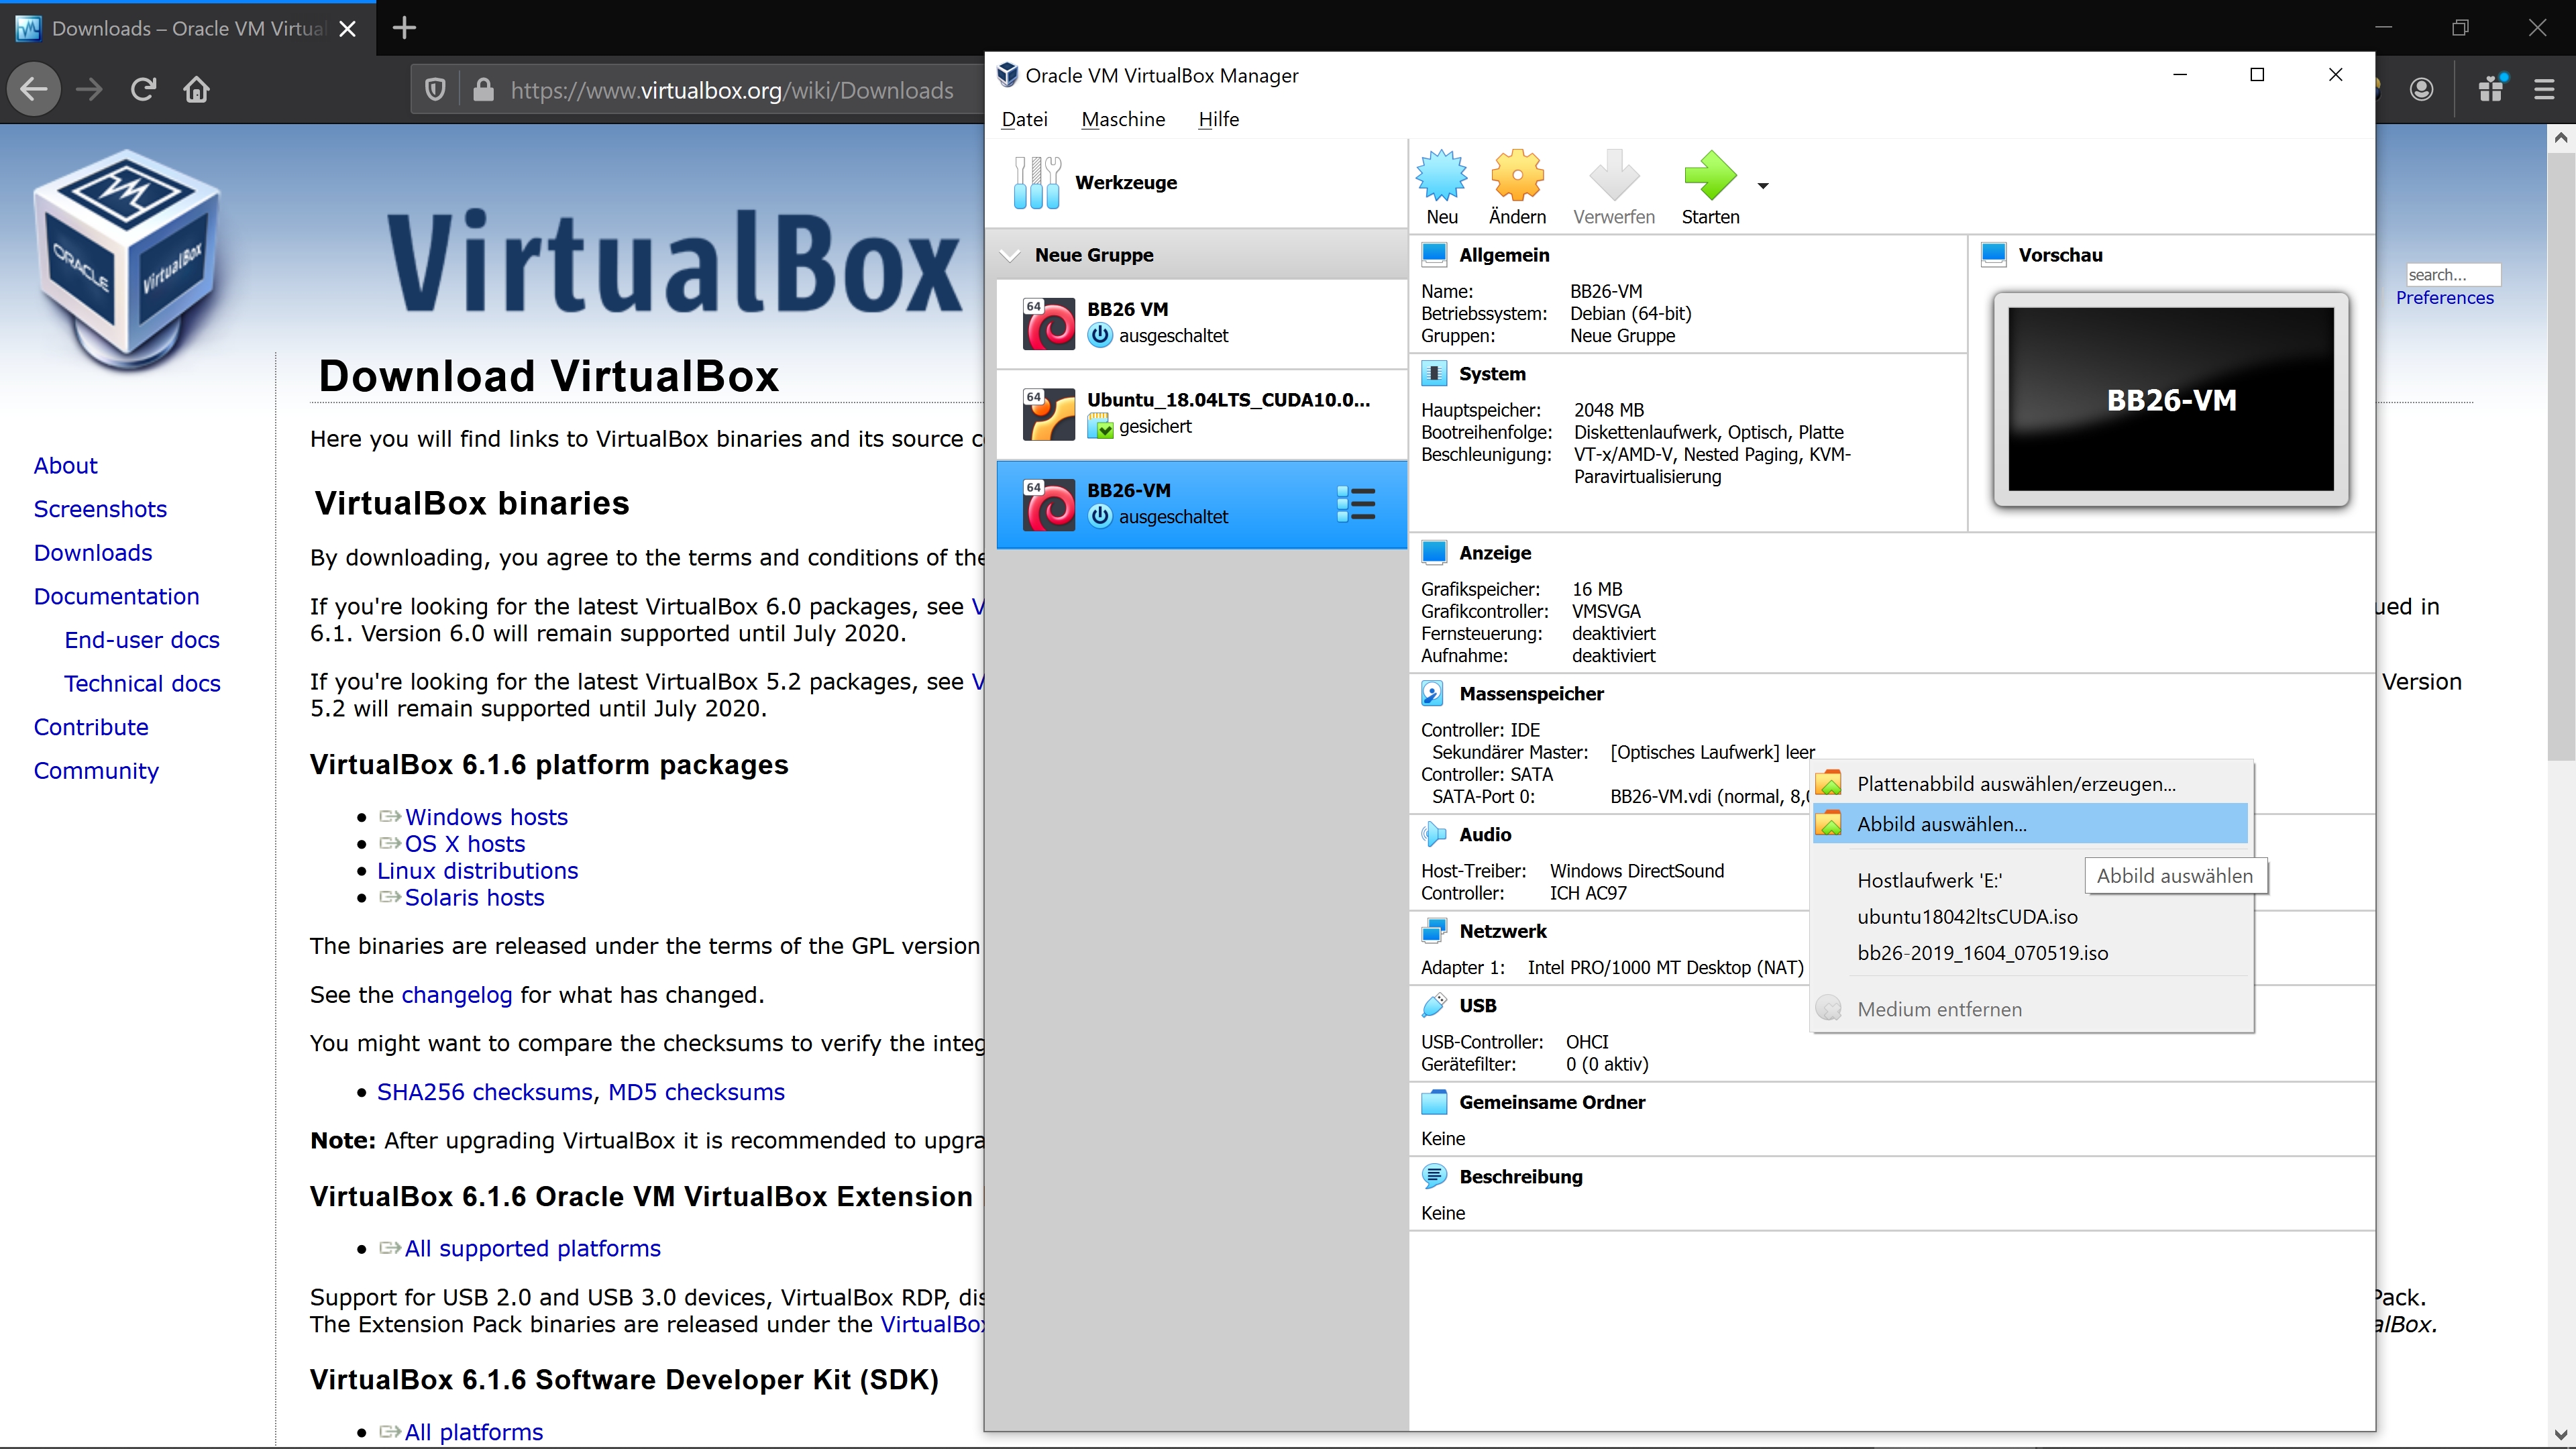 Downloads – Oracle VM Virtua
https://www.virtualbox.org/wiki/Downloads
ORACLE
VirtualBox
VirtualBox
search...
Preferences
About
Screenshots
Downloads
Documentation
End-user docs
Technical docs
Contribute
Community
Download VirtualBox
Here you will find links to VirtualBox binaries and its source c
VirtualBox binaries
By downloading, you agree to the terms and conditions of the
If you're looking for the latest VirtualBox 6.0 packages, see V
ued in
6.1. Version 6.0 will remain supported until July 2020.
If you're looking for the latest VirtualBox 5.2 packages, see V
Version
5.2 will remain supported until July 2020.
VirtualBox 6.1.6 platform packages
Windows hosts
OS X hosts
Linux distributions
Solaris hosts
The binaries are released under the terms of the GPL version
See the changelog for what has changed.
You might want to compare the checksums to verify the integ
SHA256 checksums, MD5 checksums
Note: After upgrading VirtualBox it is recommended to upgra
VirtualBox 6.1.6 Oracle VM VirtualBox Extension
All supported platforms
Support for USB 2.0 and USB 3.0 devices, VirtualBox RDP, dis
Pack.
The Extension Pack binaries are released under the VirtualBox
alBox.
VirtualBox 6.1.6 Software Developer Kit (SDK)
All platforms
Oracle VM VirtualBox Manager
Datei Maschine Hilfe
Werkzeuge
Neue Gruppe
64
BB26 VM
ausgeschaltet
64
Ubuntu_18.04LTS_CUDA10.0...
gesichert
64
BB26-VM
ausgeschaltet
Neu Ändern Verwerfen Starten
Allgemein
Name: BB26-VM
Betriebssystem: Debian (64-bit)
Gruppen: Neue Gruppe
Vorschau
BB26-VM
System
Hauptspeicher: 2048 MB
Bootreihenfolge: Diskettenlaufwerk, Optisch, Platte
Beschleunigung: VT-x/AMD-V, Nested Paging, KVM-
Paravirtualisierung
Anzeige
Grafikspeicher: 16 MB
Grafikcontroller: VMSVGA
Fernsteuerung: deaktiviert
Aufnahme: deaktiviert
Massenspeicher
Controller: IDE
Sekundärer Master: [Optisches Laufwerk] leer
Controller: SATA
SATA-Port 0: BB26-VM.vdi (normal, 8,0
Audio
Host-Treiber: Windows DirectSound
Controller: ICH AC97
Netzwerk
Adapter 1: Intel PRO/1000 MT Desktop (NAT)
USB
USB-Controller: OHCI
Gerätefilter: 0 (0 aktiv)
Gemeinsame Ordner
Keine
Beschreibung
Keine
Plattenabbild auswählen/erzeugen...
Abbild auswählen...
Hostlaufwerk 'E:'
Abbild auswählen
ubuntu18042ltsCUDA.iso
bb26-2019_1604_070519.iso
Medium entfernen